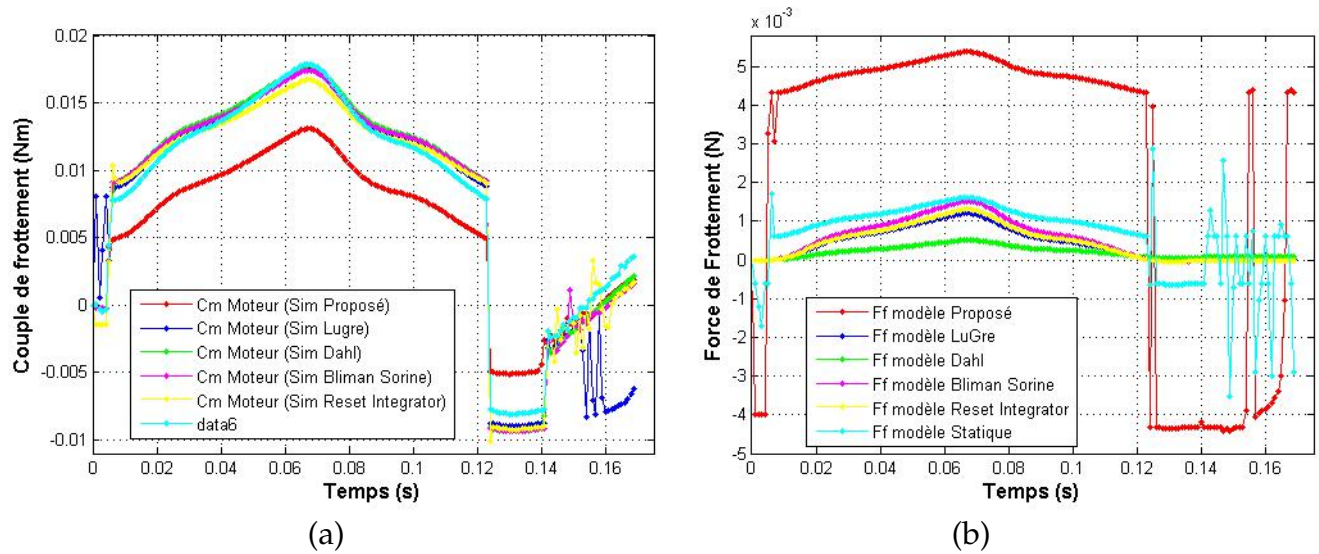 0.02
0.015
0.01
0.005
0
-0.005
-0.01
Couple de frottement (Nm)
Cm Moteur (Sim Proposé)
Cm Moteur (Sim Lugre)
Cm Moteur (Sim Dahl)
Cm Moteur (Sim Bliman Sorine)
Cm Moteur (Sim Reset Integrator)
data6
0 0.02 0.04 0.06 0.08 0.1 0.12 0.14 0.16
Temps (s)
(a)
x 10⁻³
5
4
3
2
1
0
-1
-2
-3
-4
-5
Force de Frottement (N)
Ff modèle Proposé
Ff modèle LuGre
Ff modèle Dahl
Ff modèle Bliman Sorine
Ff modèle Reset Integrator
Ff modèle Statique
0 0.02 0.04 0.06 0.08 0.1 0.12 0.14 0.16
Temps (s)
(b)